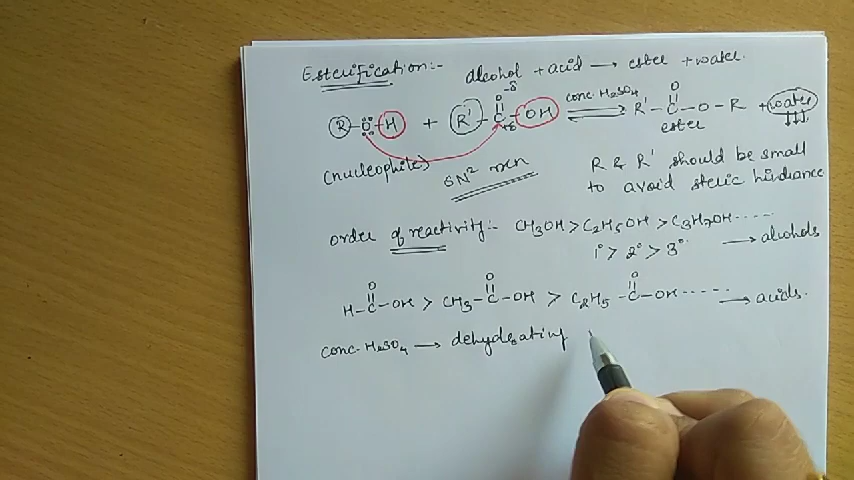 Esterification:- alcohol + acid → ester + water.
R-O-H + R'-C(=O)-OH ⇌ (conc. H2SO4) R'-C(=O)-O-R + water ↓↓↓
-δ
+δ
ester
(nucleophile) SN² rxn
R & R' should be small
to avoid steric hindrance
order of reactivity:- CH3OH > C2H5OH > C3H7OH.....
1° > 2° > 3° → alcohols
H-C(=O)-OH > CH3-C(=O)-OH > C2H5-C(=O)-OH..... → acids.
conc. H2SO4 → dehydrating